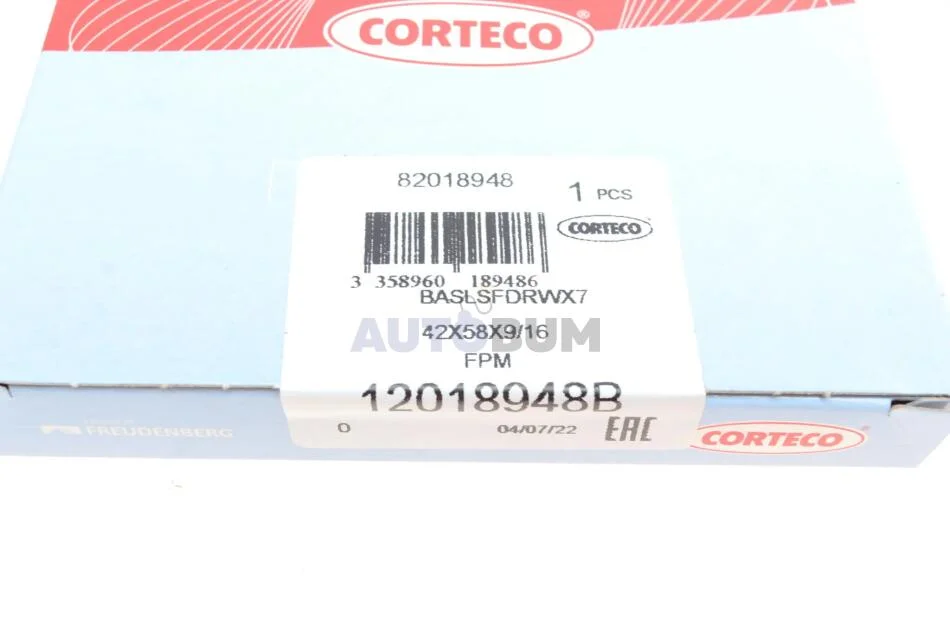 CORTECO®
82018948
1 PCS
CORTECO
3 358960 189486
BASLSFDRWX7
AUTOBUM
42X58X9/16
FPM
12018948B
0 04/07/22 EAC
FREUDENBERG
CORTECO